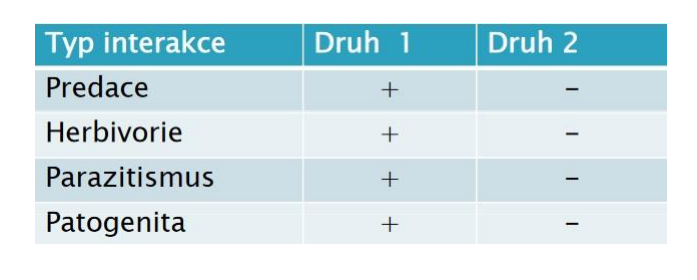 Typ interakce Druh 1 Druh 2
Predace + –
Herbivorie + –
Parazitismus + –
Patogenita + –